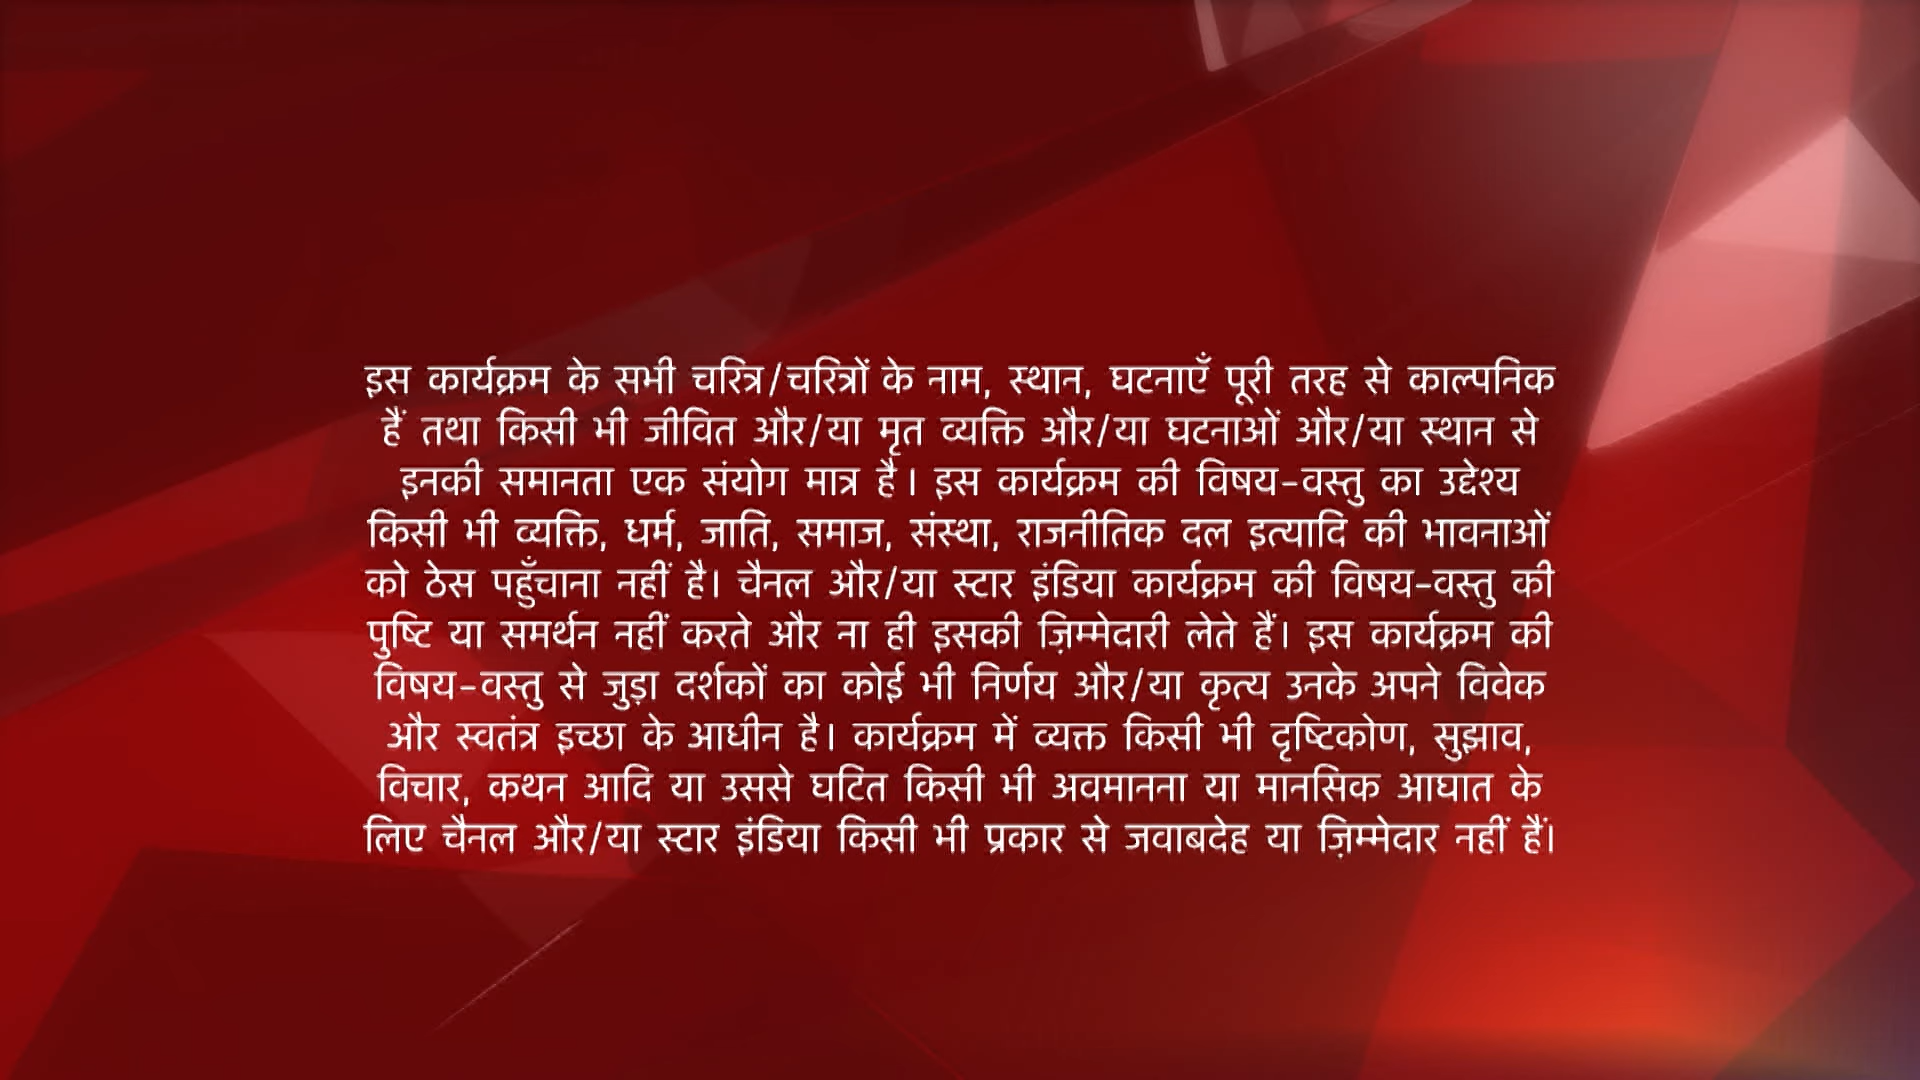 इस कार्यक्रम के सभी चरित्र/चरित्रों के नाम, स्थान, घटनाएँ पूरी तरह से काल्पनिक
हैं तथा किसी भी जीवित और/या मृत व्यक्ति और/या घटनाओं और/या स्थान से
इनकी समानता एक संयोग मात्र है। इस कार्यक्रम की विषय-वस्तु का उद्देश्य
किसी भी व्यक्ति, धर्म, जाति, समाज, संस्था, राजनीतिक दल इत्यादि की भावनाओं
को ठेस पहुँचाना नहीं है। चैनल और/या स्टार इंडिया कार्यक्रम की विषय-वस्तु की
पुष्टि या समर्थन नहीं करते और ना ही इसकी ज़िम्मेदारी लेते हैं। इस कार्यक्रम की
विषय-वस्तु से जुड़ा दर्शकों का कोई भी निर्णय और/या कृत्य उनके अपने विवेक
और स्वतंत्र इच्छा के आधीन है। कार्यक्रम में व्यक्त किसी भी दृष्टिकोण, सुझाव,
विचार, कथन आदि या उससे घटित किसी भी अवमानना या मानसिक आघात के
लिए चैनल और/या स्टार इंडिया किसी भी प्रकार से जवाबदेह या ज़िम्मेदार नहीं हैं।